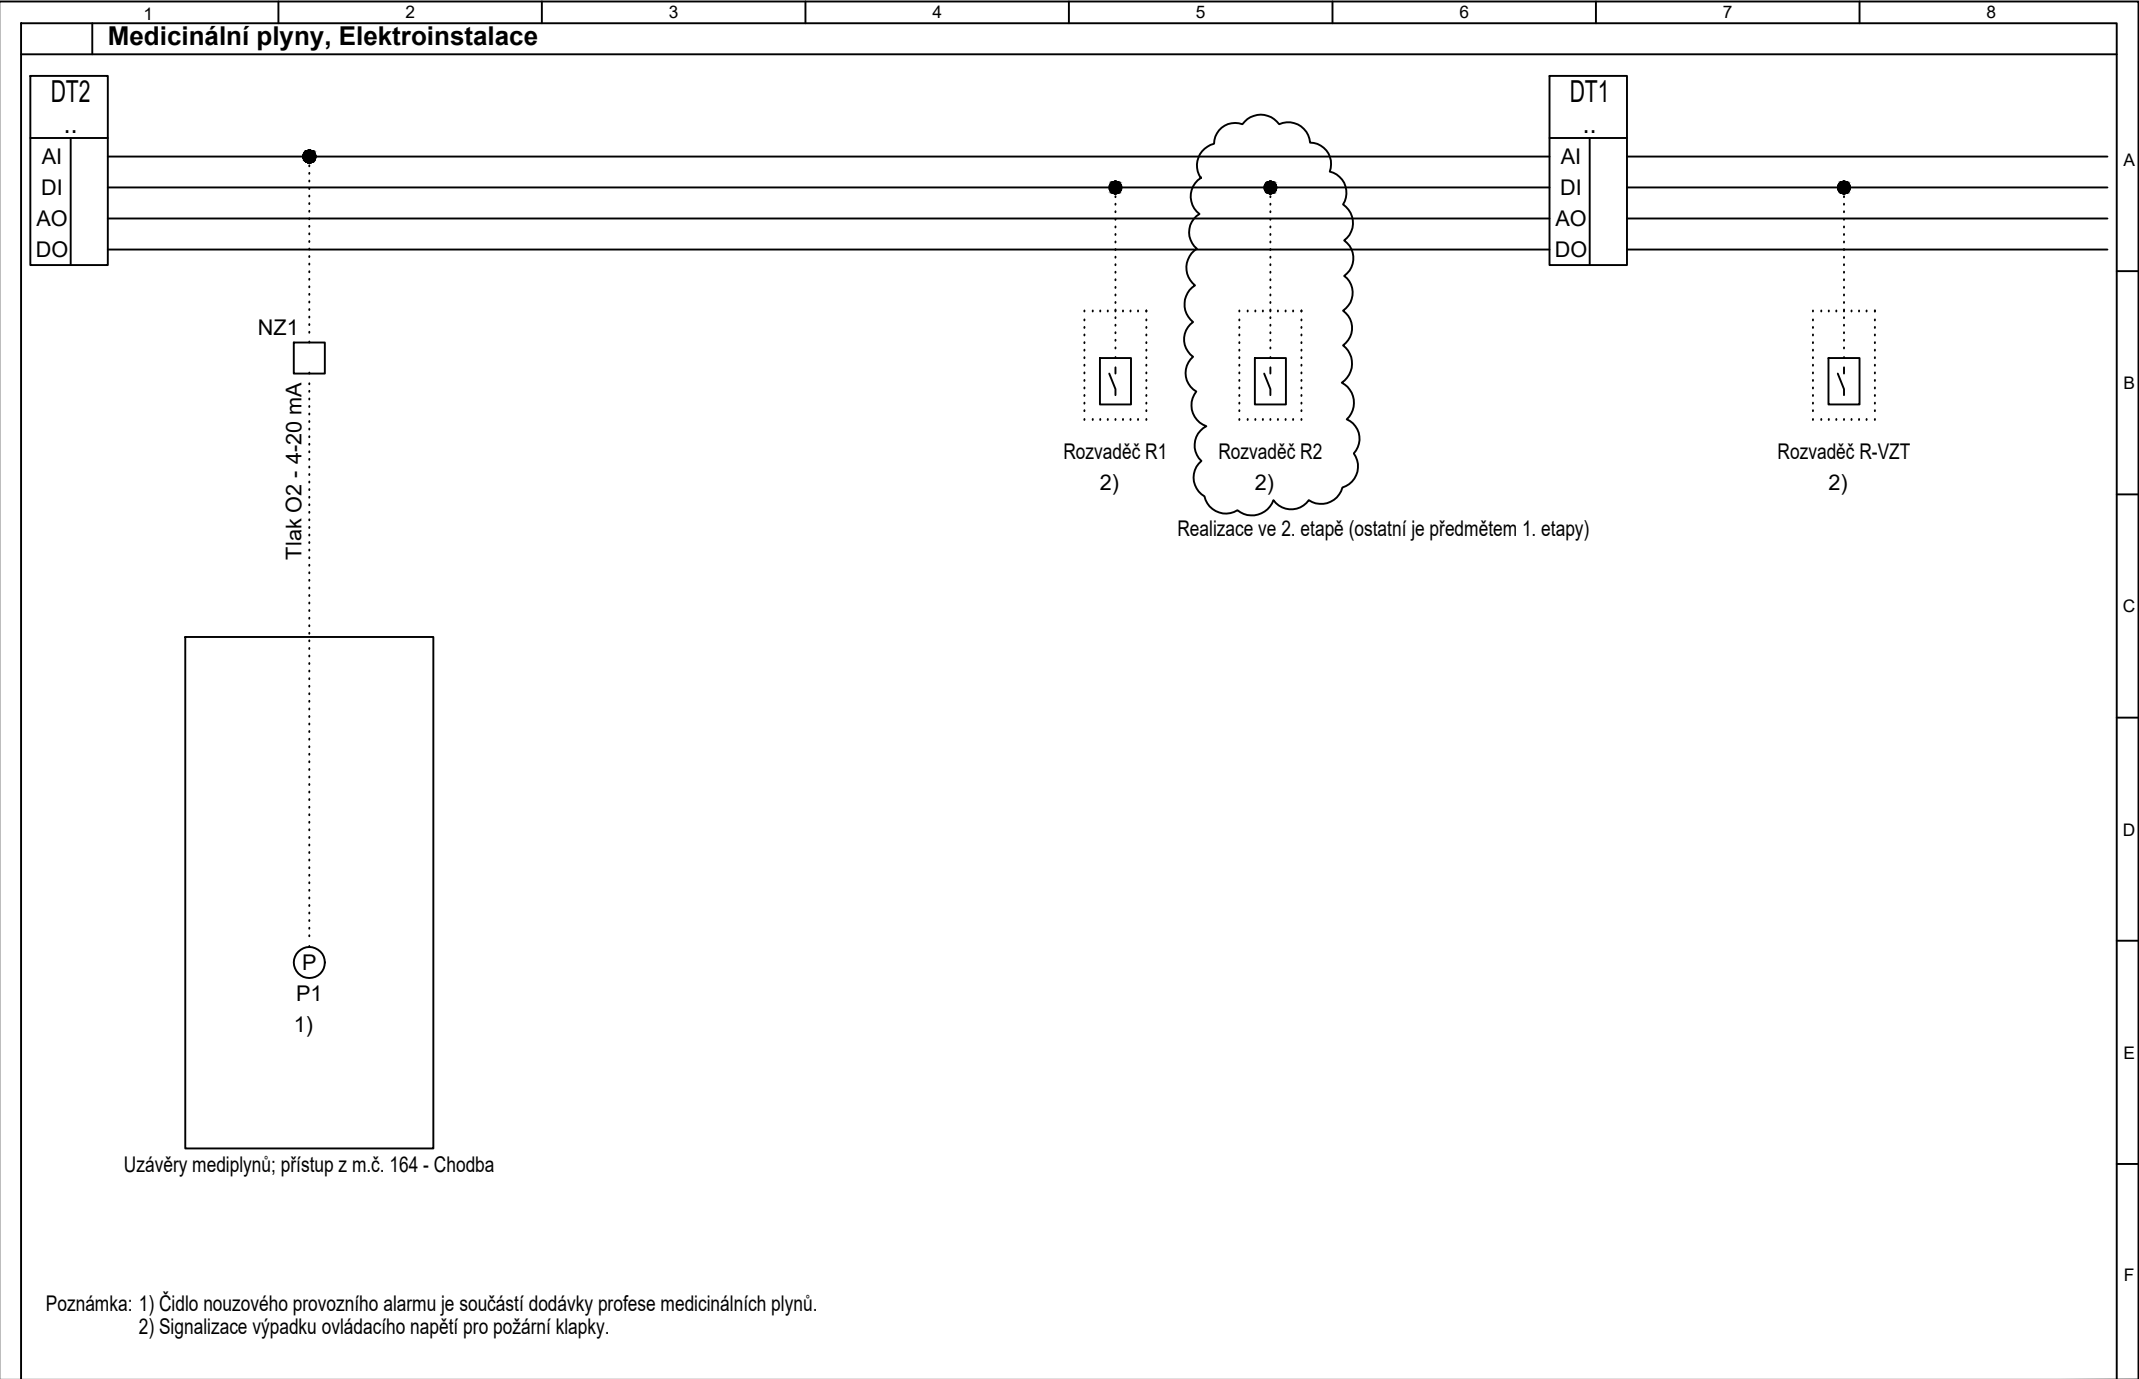 1 2 3 4 5 6 7 8
Medicinální plyny, Elektroinstalace
DT2
..
AI
DI
AO
DO
DT1
..
AI
DI
AO
DO
A
B
C
D
E
F
NZ1
Tlak O2 - 4-20 mA
Rozvaděč R1
2)
Rozvaděč R2
2)
Rozvaděč R-VZT
2)
Realizace ve 2. etapě (ostatní je předmětem 1. etapy)
P
P1
1)
Uzávěry mediplynů; přístup z m.č. 164 - Chodba
Poznámka: 1) Čidlo nouzového provozního alarmu je součástí dodávky profese medicinálních plynů.
2) Signalizace výpadku ovládacího napětí pro požární klapky.